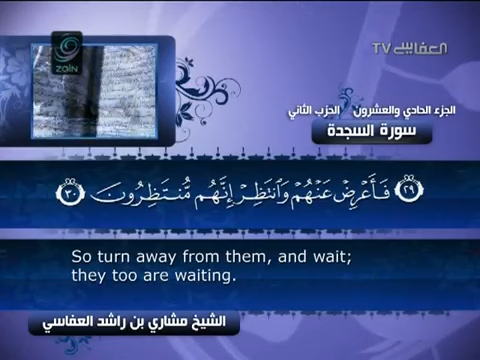 zain
العفاسي TV
الجزء الحادي والعشرون الحزب الثاني
سورة السجدة
٢٩ فَأَعْرِضْ عَنْهُمْ وَٱنتَظِرْ إِنَّهُم مُّنتَظِرُونَ ٣٠
So turn away from them, and wait;
they too are waiting.
الشيخ مشاري بن راشد العفاسي